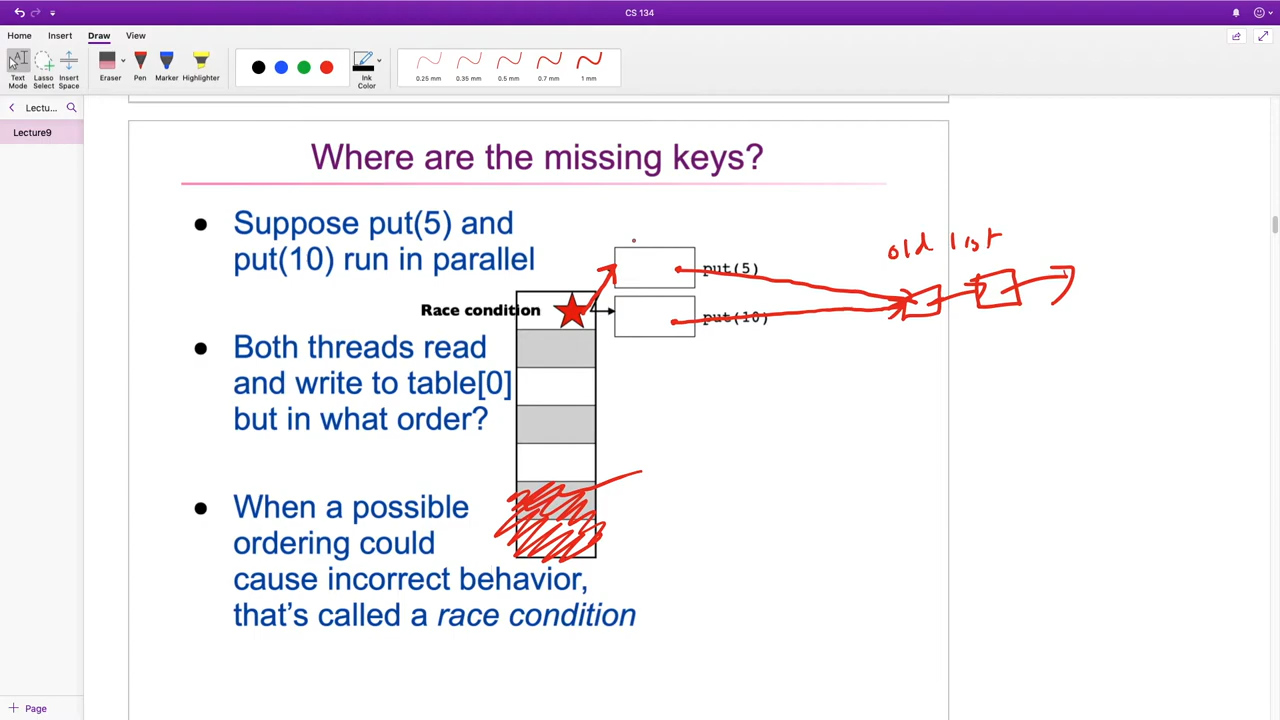 CS 134
Home Insert Draw View
Text Mode
Lasso Select
Insert Space
Eraser
Pen
Marker
Highlighter
Ink Color
0.25 mm
0.35 mm
0.5 mm
0.7 mm
1 mm
Lectu...
Lecture9
Where are the missing keys?
● Suppose put(5) and
put(10) run in parallel
old list
put(5)
Race condition
put(10)
● Both threads read
and write to table[0]
but in what order?
● When a possible
ordering could
cause incorrect behavior,
that's called a race condition
+ Page